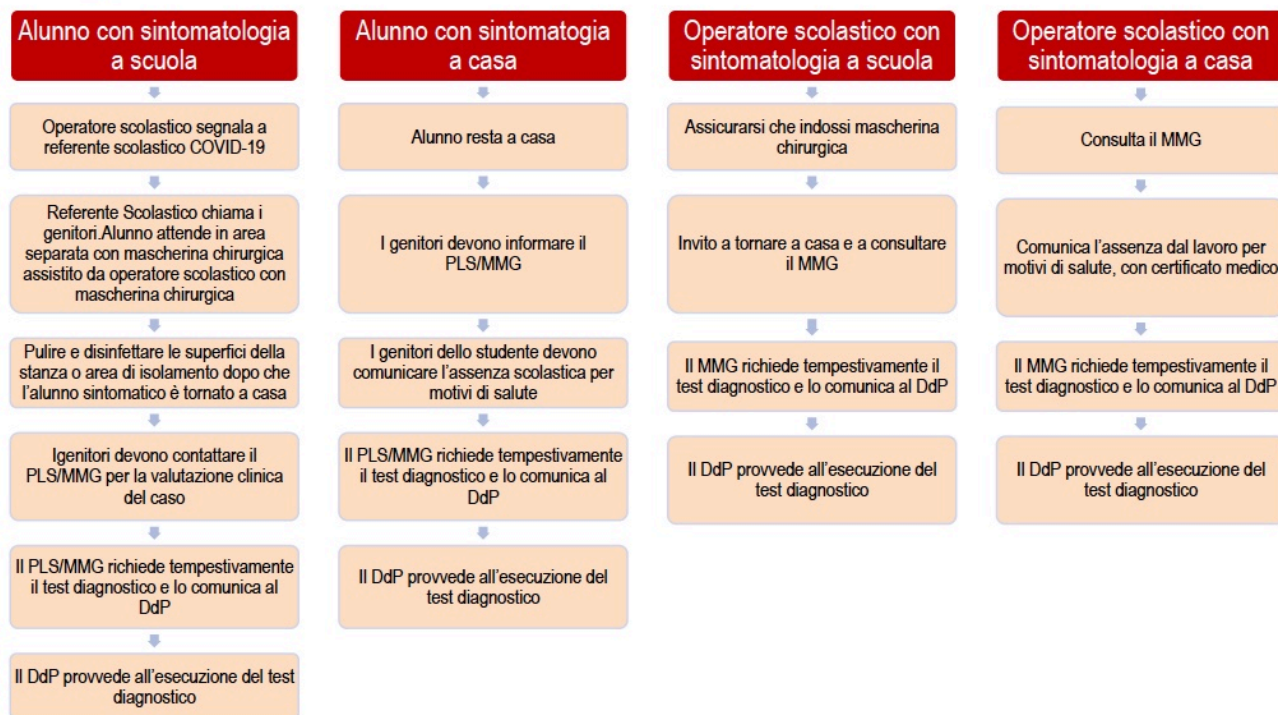 Alunno con sintomatologia
a scuola
Operatore scolastico segnala a
referente scolastico COVID-19
Referente Scolastico chiama i
genitori.Alunno attende in area
separata con mascherina chirurgica
assistito da operatore scolastico con
mascherina chirurgica
Pulire e disinfettare le superfici della
stanza o area di isolamento dopo che
l'alunno sintomatico è tornato a casa
Igenitori devono contattare il
PLS/MMG per la valutazione clinica
del caso
Il PLS/MMG richiede tempestivamente
il test diagnostico e lo comunica al
DdP
Il DdP provvede all'esecuzione del test
diagnostico
Alunno con sintomatogia
a casa
Alunno resta a casa
I genitori devono informare il
PLS/MMG
I genitori dello studente devono
comunicare l'assenza scolastica per
motivi di salute
Il PLS/MMG richiede tempestivamente
il test diagnostico e lo comunica al
DdP
Il DdP provvede all'esecuzione del
test diagnostico
Operatore scolastico con
sintomatologia a scuola
Assicurarsi che indossi mascherina
chirurgica
Invito a tornare a casa e a consultare
il MMG
Il MMG richiede tempestivamente il
test diagnostico e lo comunica al DdP
Il DdP provvede all'esecuzione del
test diagnostico
Operatore scolastico con
sintomatologia a casa
Consulta il MMG
Comunica l'assenza dal lavoro per
motivi di salute, con certificato medico
Il MMG richiede tempestivamente il
test diagnostico e lo comunica al DdP
Il DdP provvede all'esecuzione del
test diagnostico